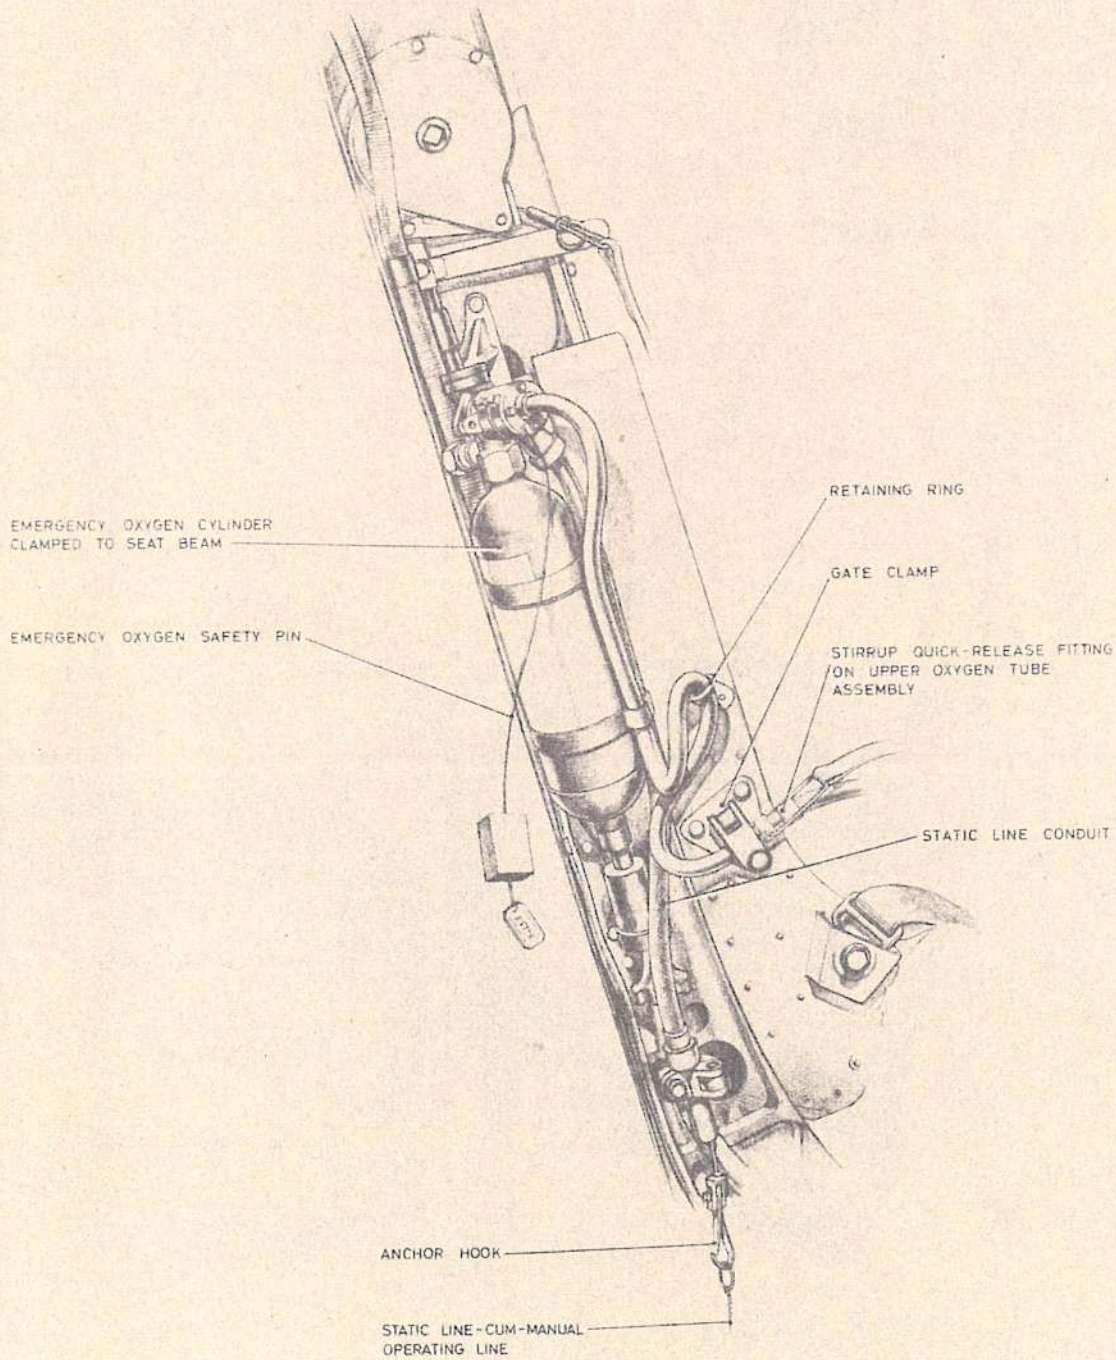 RETAINING RING
EMERGENCY OXYGEN CYLINDER
CLAMPED TO SEAT BEAM
GATE CLAMP
EMERGENCY OXYGEN SAFETY PIN
STIRRUP QUICK-RELEASE FITTING
ON UPPER OXYGEN TUBE
ASSEMBLY
STATIC LINE CONDUIT
ANCHOR HOOK
STATIC LINE-CUM-MANUAL
OPERATING LINE